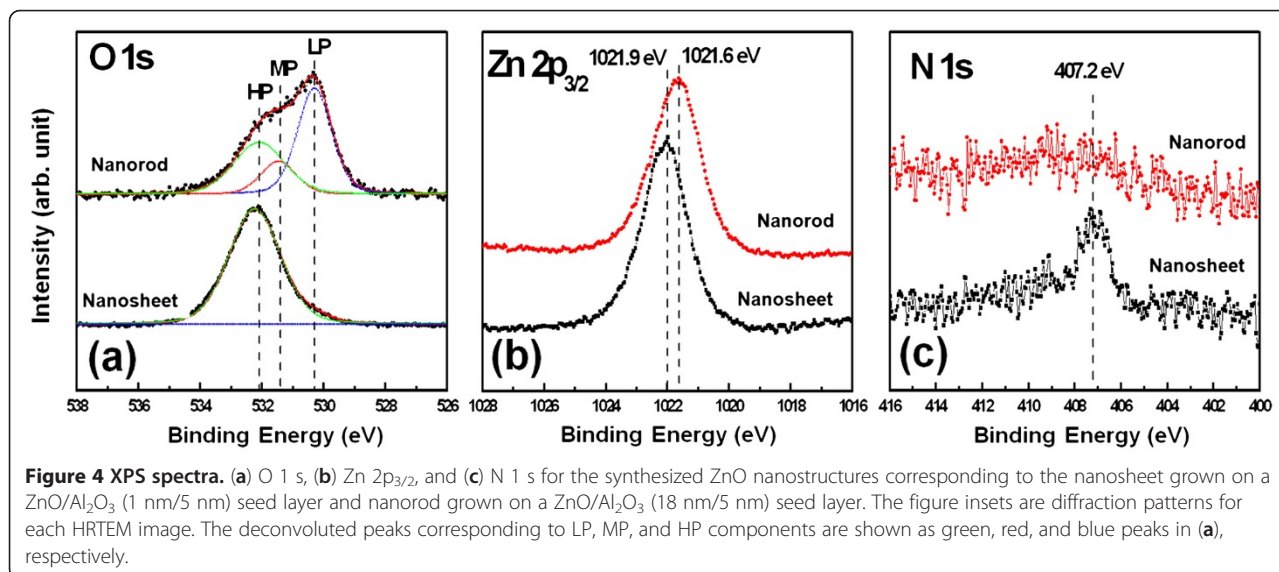 O 1s
HP
MP
LP
Nanorod
Nanosheet
(a)
538 536 534 532 530 528 526
Binding Energy (eV)
Intensity (arb. unit)
Zn 2p3/2
1021.9 eV
1021.6 eV
Nanorod
Nanosheet
(b)
1028 1026 1024 1022 1020 1018 1016
Binding Energy (eV)
N 1s
407.2 eV
Nanorod
Nanosheet
(c)
416 414 412 410 408 406 404 402 400
Binding Energy (eV)
Figure 4 XPS spectra. (a) O 1 s, (b) Zn 2p3/2, and (c) N 1 s for the synthesized ZnO nanostructures corresponding to the nanosheet grown on a
ZnO/Al2O3 (1 nm/5 nm) seed layer and nanorod grown on a ZnO/Al2O3 (18 nm/5 nm) seed layer. The figure insets are diffraction patterns for
each HRTEM image. The deconvoluted peaks corresponding to LP, MP, and HP components are shown as green, red, and blue peaks in (a),
respectively.